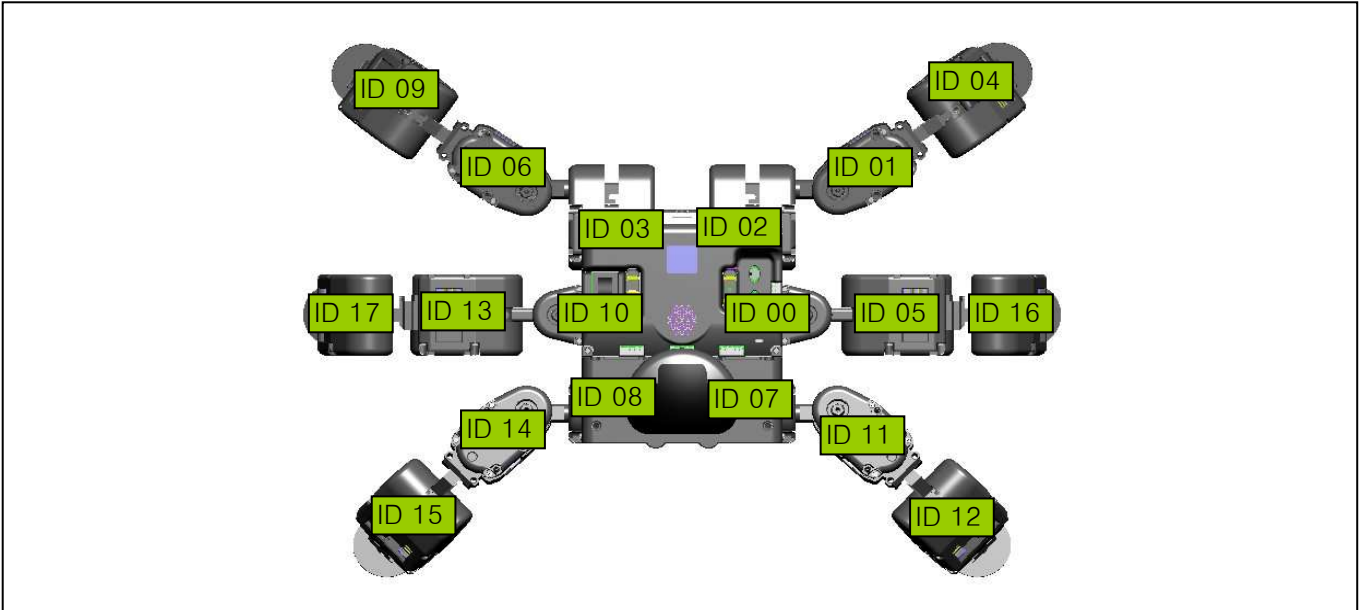 ID 09
ID 04
ID 06
ID 01
ID 03
ID 02
ID 17
ID 13
ID 10
ID 00
ID 05
ID 16
ID 08
ID 07
ID 14
ID 11
ID 15
ID 12